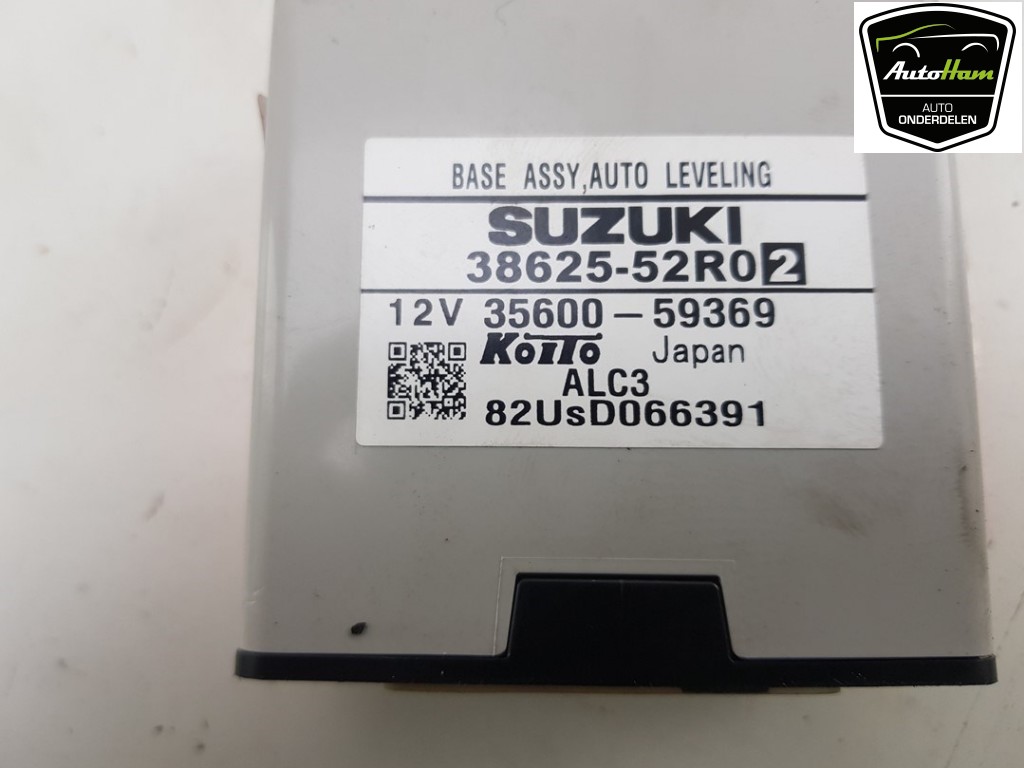 AutoHam
AUTO
ONDERDELEN
BASE ASSY,AUTO LEVELING
SUZUKI
38625-52R02
12V 35600-59369
KOITO Japan
ALC3
82UsD066391